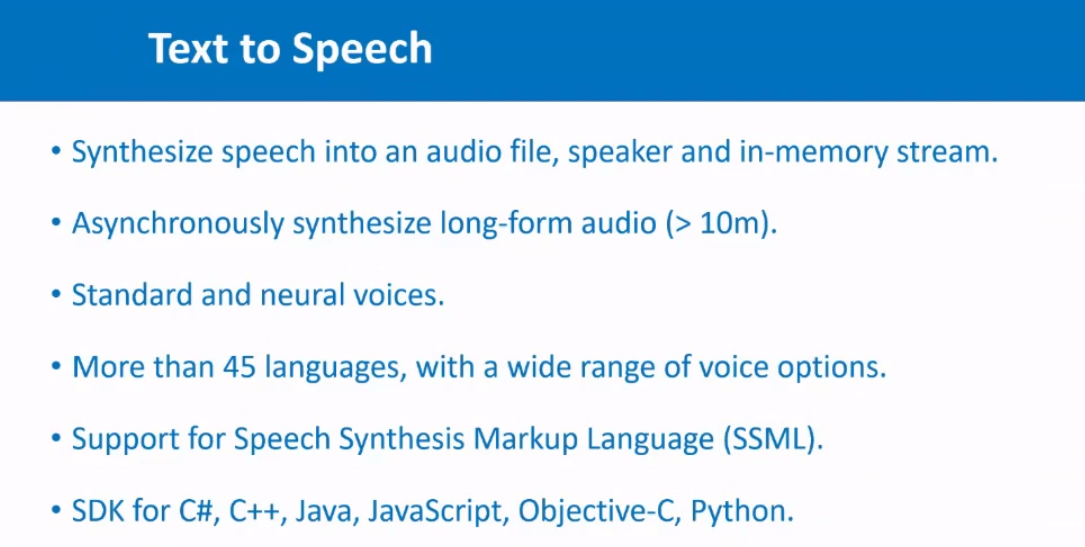 Text to Speech
• Synthesize speech into an audio file, speaker and in-memory stream.
• Asynchronously synthesize long-form audio (> 10m).
• Standard and neural voices.
• More than 45 languages, with a wide range of voice options.
• Support for Speech Synthesis Markup Language (SSML).
• SDK for C#, C++, Java, JavaScript, Objective-C, Python.